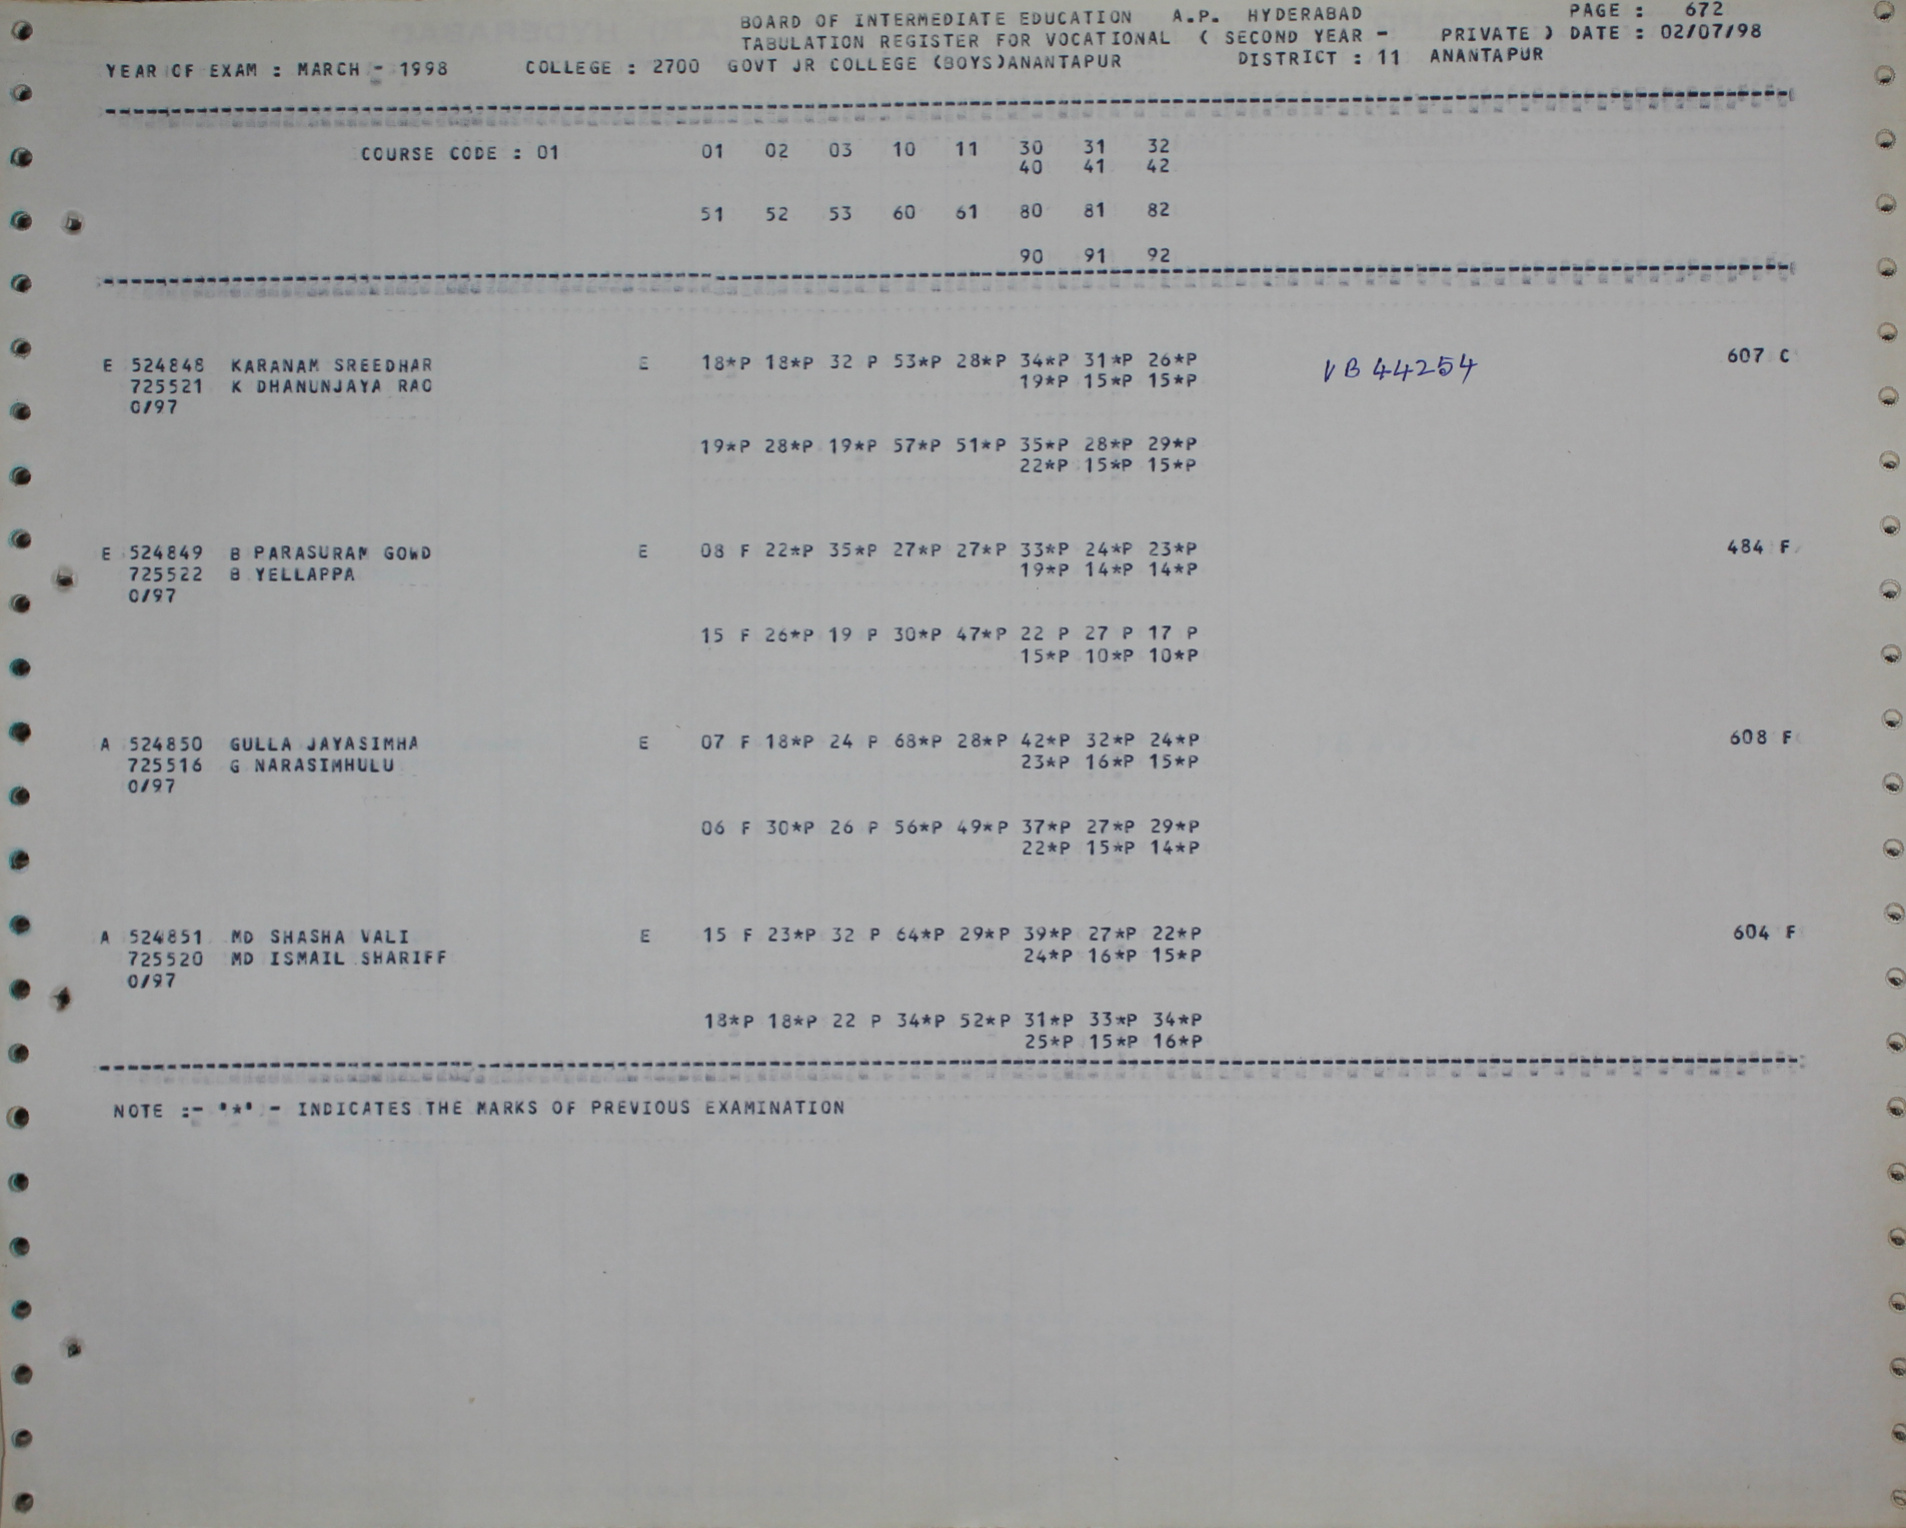 BOARD OF INTERMEDIATE EDUCATION A.P. HYDERABAD PAGE : 672
TABULATION REGISTER FOR VOCATIONAL ( SECOND YEAR - PRIVATE ) DATE : 02/07/98
YEAR OF EXAM : MARCH - 1998 COLLEGE : 2700 GOVT JR COLLEGE (BOYS)ANANTAPUR DISTRICT : 11 ANANTAPUR
COURSE CODE : 01 01 02 03 10 11 30 31 32
40 41 42
51 52 53 60 61 80 81 82
90 91 92
E 524848 KARANAM SREEDHAR E 18*P 18*P 32 P 53*P 28*P 34*P 31*P 26*P VB 44254 607 C
725521 K DHANUNJAYA RAO 19*P 15*P 15*P
0/97
19*P 28*P 19*P 57*P 51*P 35*P 28*P 29*P
22*P 15*P 15*P
E 524849 B PARASURAM GOWD E 08 F 22*P 35*P 27*P 27*P 33*P 24*P 23*P 484 F
725522 B YELLAPPA 19*P 14*P 14*P
0/97
15 F 26*P 19 P 30*P 47*P 22 P 27 P 17 P
15*P 10*P 10*P
A 524850 GULLA JAYASIMHA E 07 F 18*P 24 P 68*P 28*P 42*P 32*P 24*P 608 F
725516 G NARASIMHULU 23*P 16*P 15*P
0/97
06 F 30*P 26 P 56*P 49*P 37*P 27*P 29*P
22*P 15*P 14*P
A 524851 MD SHASHA VALI E 15 F 23*P 32 P 64*P 29*P 39*P 27*P 22*P 604 F
725520 MD ISMAIL SHARIFF 24*P 16*P 15*P
0/97
18*P 18*P 22 P 34*P 52*P 31*P 33*P 34*P
25*P 15*P 16*P
NOTE :- '*' - INDICATES THE MARKS OF PREVIOUS EXAMINATION